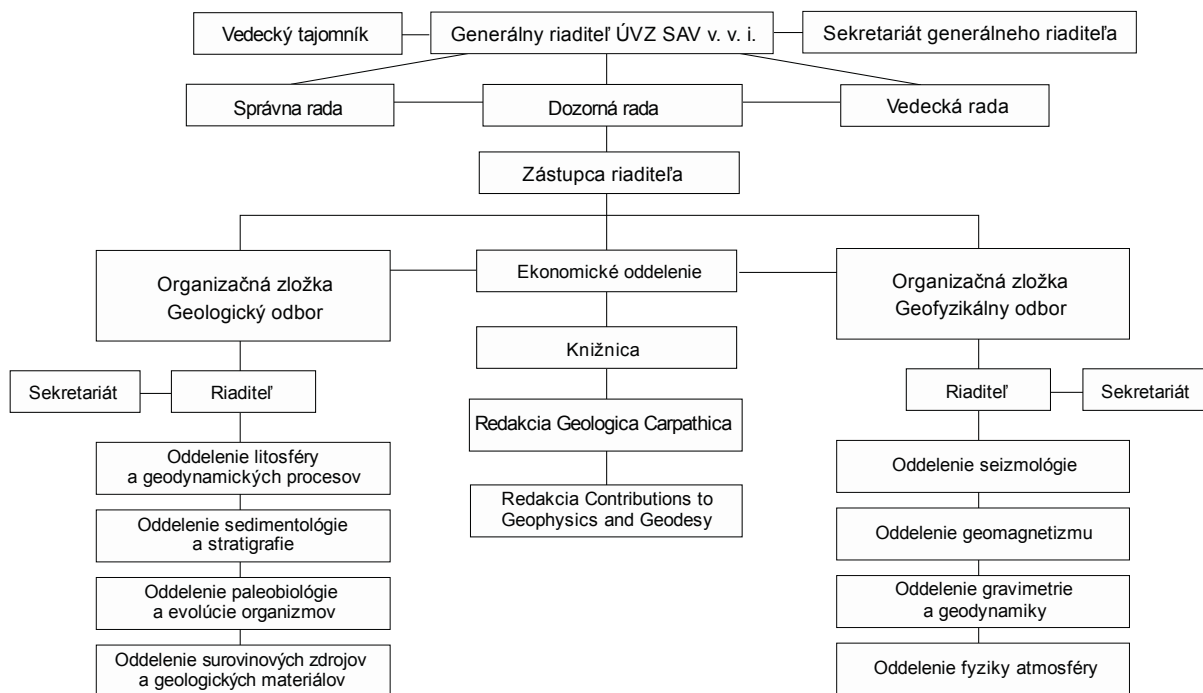 Vedecký tajomník
Generálny riaditeľ ÚVZ SAV v. v. i.
Sekretariát generálneho riaditeľa
Správna rada
Dozorná rada
Vedecká rada
Zástupca riaditeľa
Organizačná zložka
Geologický odbor
Ekonomické oddelenie
Organizačná zložka
Geofyzikálny odbor
Knižnica
Sekretariát
Riaditeľ
Riaditeľ
Sekretariát
Redakcia Geologica Carpathica
Oddelenie litosféry
a geodynamických procesov
Oddelenie seizmológie
Redakcia Contributions to
Geophysics and Geodesy
Oddelenie sedimentológie
a stratigrafie
Oddelenie geomagnetizmu
Oddelenie paleobiológie
a evolúcie organizmov
Oddelenie gravimetrie
a geodynamiky
Oddelenie surovinových zdrojov
a geologických materiálov
Oddelenie fyziky atmosféry